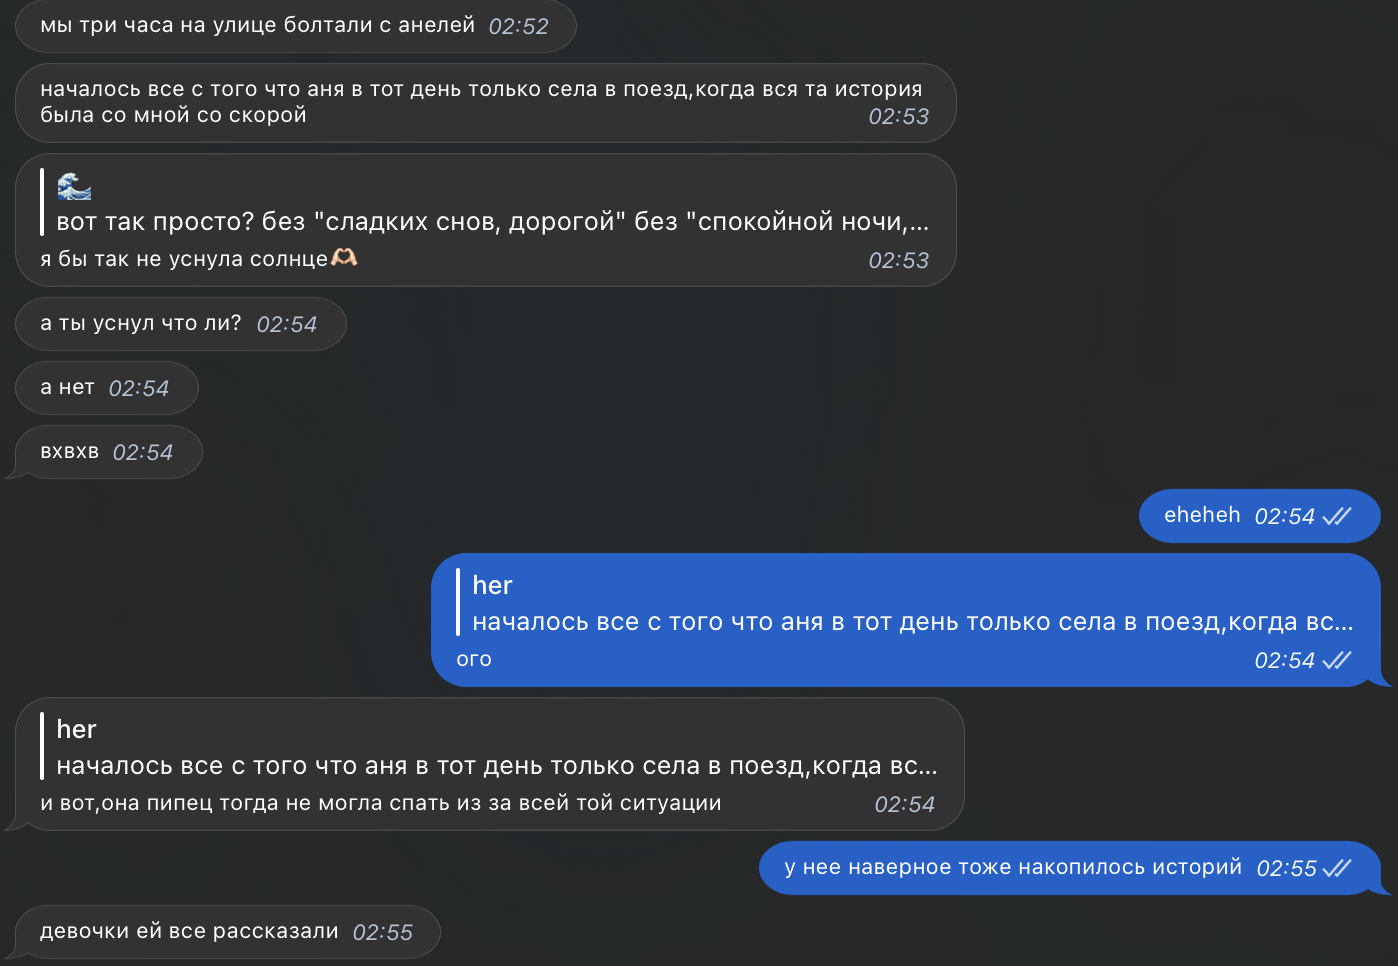 мы три часа на улице болтали с анелей 02:52
началось все с того что аня в тот день только села в поезд,когда вся та история
была со мной со скорой 02:53
🌊
вот так просто? без "сладких снов, дорогой" без "спокойной ночи,...
я бы так не уснула солнце🫶🏻 02:53
а ты уснул что ли? 02:54
а нет 02:54
вхвхв 02:54
eheheh 02:54
her
началось все с того что аня в тот день только села в поезд,когда вс...
ого 02:54
her
началось все с того что аня в тот день только села в поезд,когда вс...
и вот,она пипец тогда не могла спать из за всей той ситуации 02:54
у нее наверное тоже накопилось историй 02:55
девочки ей все рассказали 02:55